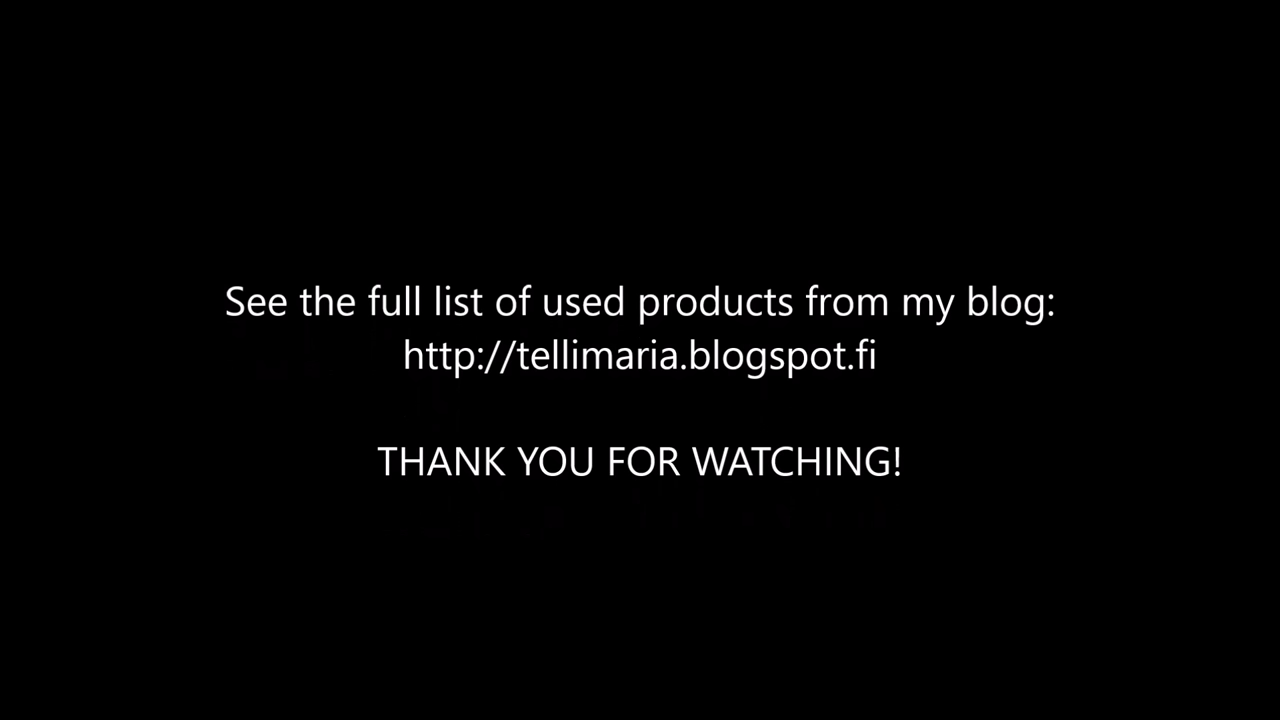 See the full list of used products from my blog:
http://tellimaria.blogspot.fi
THANK YOU FOR WATCHING!